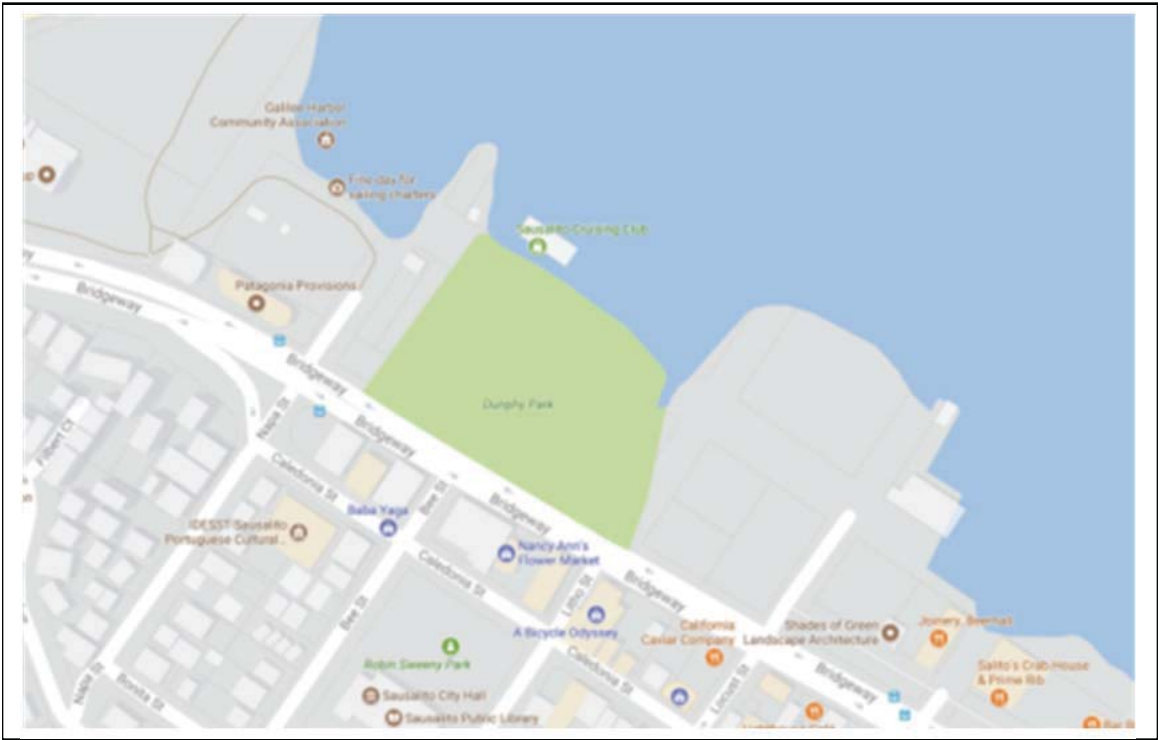 Galilee Harbor
Community Association
Fine day for
sailing charters
Sausalito Cruising Club
Patagonia Provisions
Bridgeway
Bridgeway
Napa St
Filbert Ct
Dunphy Park
Bridgeway
Caledonia St
Bee St
Baba Yaga
Bridgeway
IDESST Sausalito
Portuguese Cultural...
Nancy Ann's
Flower Market
Caledonia St
Litho St
Bridgeway
Bee St
A Bicycle Odyssey
California
Caviar Company
Shades of Green
Landscape Architecture
Joinery, Beerhall
Robin Sweeny Park
Caledonia St
Salito's Crab House
& Prime Rib
Bridgeway
Napa St
Bonita St
Sausalito City Hall
Locust St
Sausalito Public Library